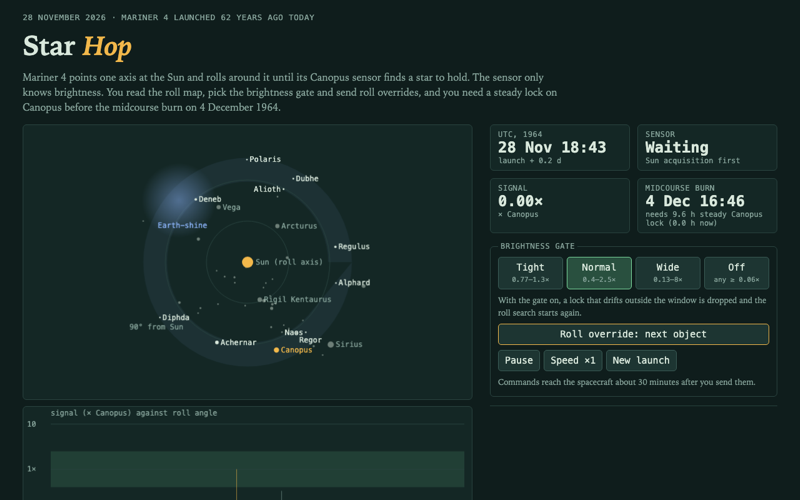 28 NOVEMBER 2026 · MARINER 4 LAUNCHED 62 YEARS AGO TODAY
Star Hop
Mariner 4 points one axis at the Sun and rolls around it until its Canopus sensor finds a star to hold. The sensor only
knows brightness. You read the roll map, pick the brightness gate and send roll overrides, and you need a steady lock on
Canopus before the midcourse burn on 4 December 1964.
Polaris
Dubhe
Alioth
Deneb
Vega
Earth-shine
Arcturus
Regulus
Sun (roll axis)
Alphard
Rigil Kentaurus
Diphda
90° from Sun
Naos
Regor
Achernar
Sirius
Canopus
signal (× Canopus) against roll angle
10
1×
UTC, 1964
28 Nov 18:43
launch + 0.2 d
SENSOR
Waiting
Sun acquisition first
SIGNAL
0.00×
× Canopus
MIDCOURSE BURN
4 Dec 16:46
needs 9.6 h steady Canopus
lock (0.0 h now)
BRIGHTNESS GATE
Tight
0.77–1.3×
Normal
0.4–2.5×
Wide
0.13–8×
Off
any ≥ 0.06×
With the gate on, a lock that drifts outside the window is dropped and the
roll search starts again.
Roll override: next object
Pause
Speed ×1
New launch
Commands reach the spacecraft about 30 minutes after you send them.